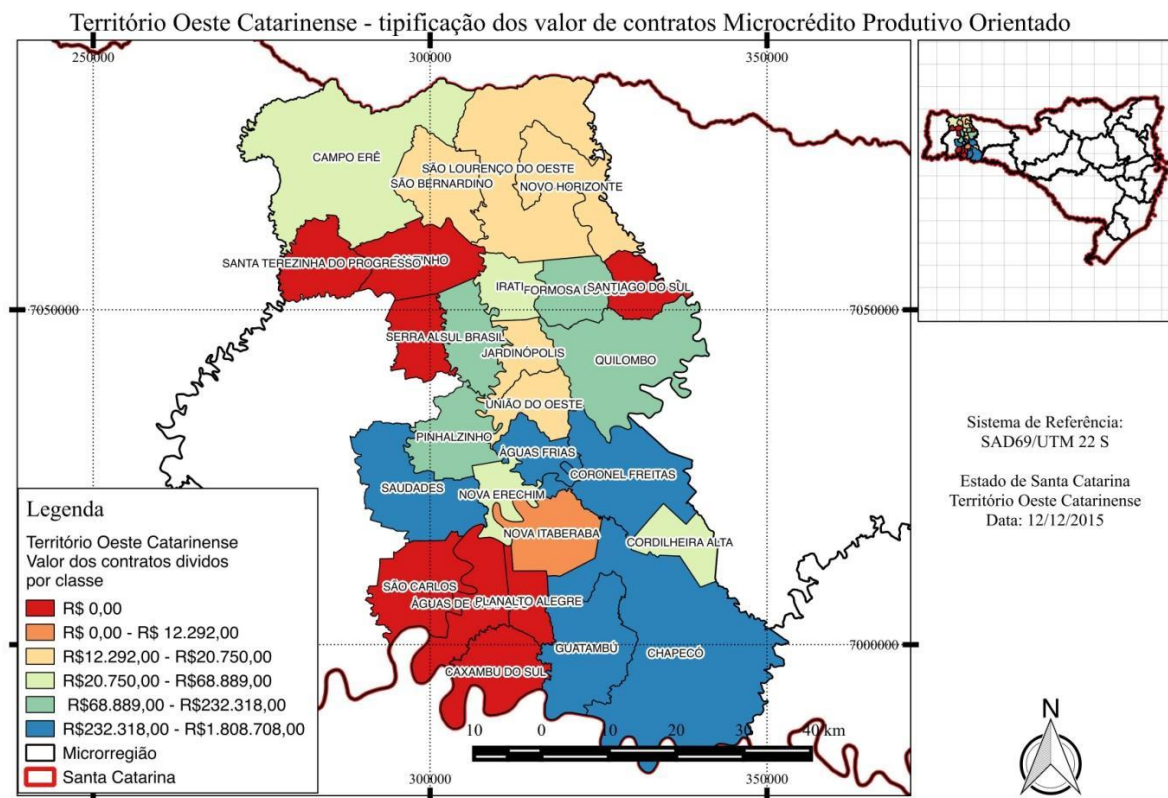 Território Oeste Catarinense - tipificação dos valor de contratos Microcrédito Produtivo Orientado
250000
300000
350000
CAMPO ERÊ
SÃO LOURENÇO DO OESTE
SÃO BERNARDINO
NOVO HORIZONTE
SANTA TEREZINHA DO PROGRESSO
INHO
IRATI
FORMOSA D
SANTIAGO DO SUL
7050000
7050000
SERRA A
SUL BRASIL
JARDINÓPOLIS
QUILOMBO
UNIÃO DO OESTE
PINHALZINHO
ÁGUAS FRIAS
CORONEL FREITAS
SAUDADES
NOVA ERECHIM
NOVA ITABERABA
CORDILHEIRA ALTA
SÃO CARLOS
ÁGUAS DE
PLANALTO ALEGRE
GUATAMBÚ
CHAPECÓ
CAXAMBU DO SUL
7000000
10 0 10 20 30 40 km
300000
350000
Legenda
Território Oeste Catarinense
Valor dos contratos dividos
por classe
R$ 0,00
R$ 0,00 - R$ 12.292,00
R$12.292,00 - R$20.750,00
R$20.750,00 - R$68.889,00
R$68.889,00 - R$232.318,00
R$232.318,00 - R$1.808.708,00
Microrregião
Santa Catarina
Sistema de Referência:
SAD69/UTM 22 S
Estado de Santa Catarina
Território Oeste Catarinense
Data: 12/12/2015
N